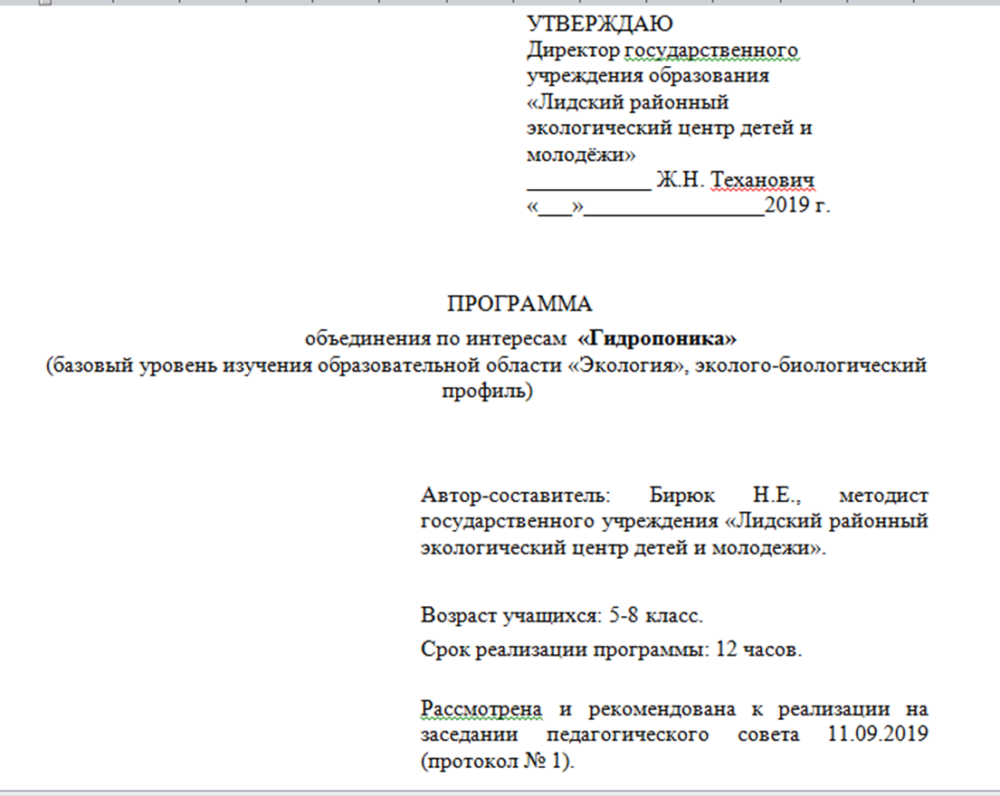 УТВЕРЖДАЮ
Директор государственного
учреждения образования
«Лидский районный
экологический центр детей и
молодёжи»
___________ Ж.Н. Теханович
«___»________________2019 г.
ПРОГРАММА
объединения по интересам «Гидропоника»
(базовый уровень изучения образовательной области «Экология», эколого-биологический
профиль)
Автор-составитель: Бирюк Н.Е., методист
государственного учреждения «Лидский районный
экологический центр детей и молодежи».
Возраст учащихся: 5-8 класс.
Срок реализации программы: 12 часов.
Рассмотрена и рекомендована к реализации на
заседании педагогического совета 11.09.2019
(протокол № 1).